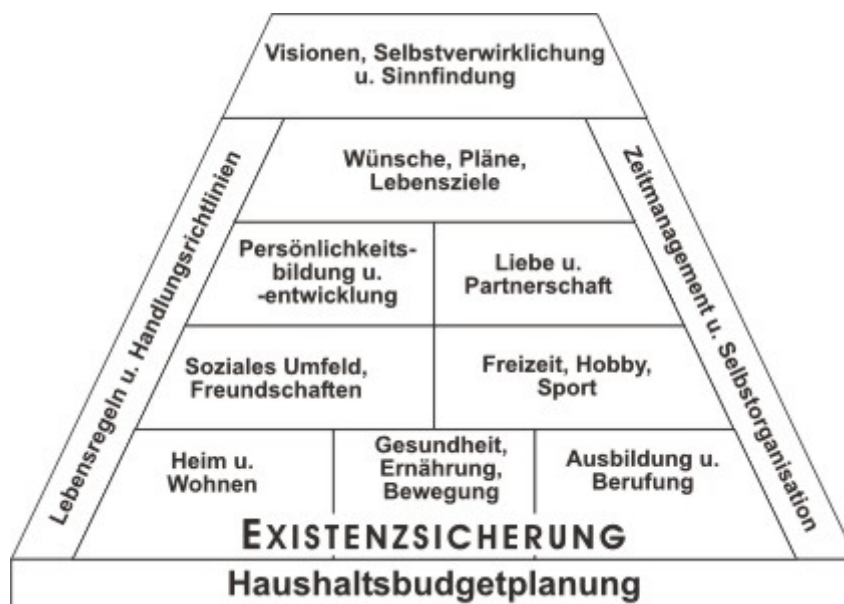 Visionen, Selbstverwirklichung
u. Sinnfindung
Lebensregeln u. Handlungsrichtlinien
Wünsche, Pläne,
Lebensziele
Zeitmanagement u. Selbstorganisation
Persönlichkeits-
bildung u.
-entwicklung
Liebe u.
Partnerschaft
Soziales Umfeld,
Freundschaften
Freizeit, Hobby,
Sport
Heim u.
Wohnen
Gesundheit,
Ernährung,
Bewegung
Ausbildung u.
Berufung
EXISTENZSICHERUNG
Haushaltsbudgetplanung